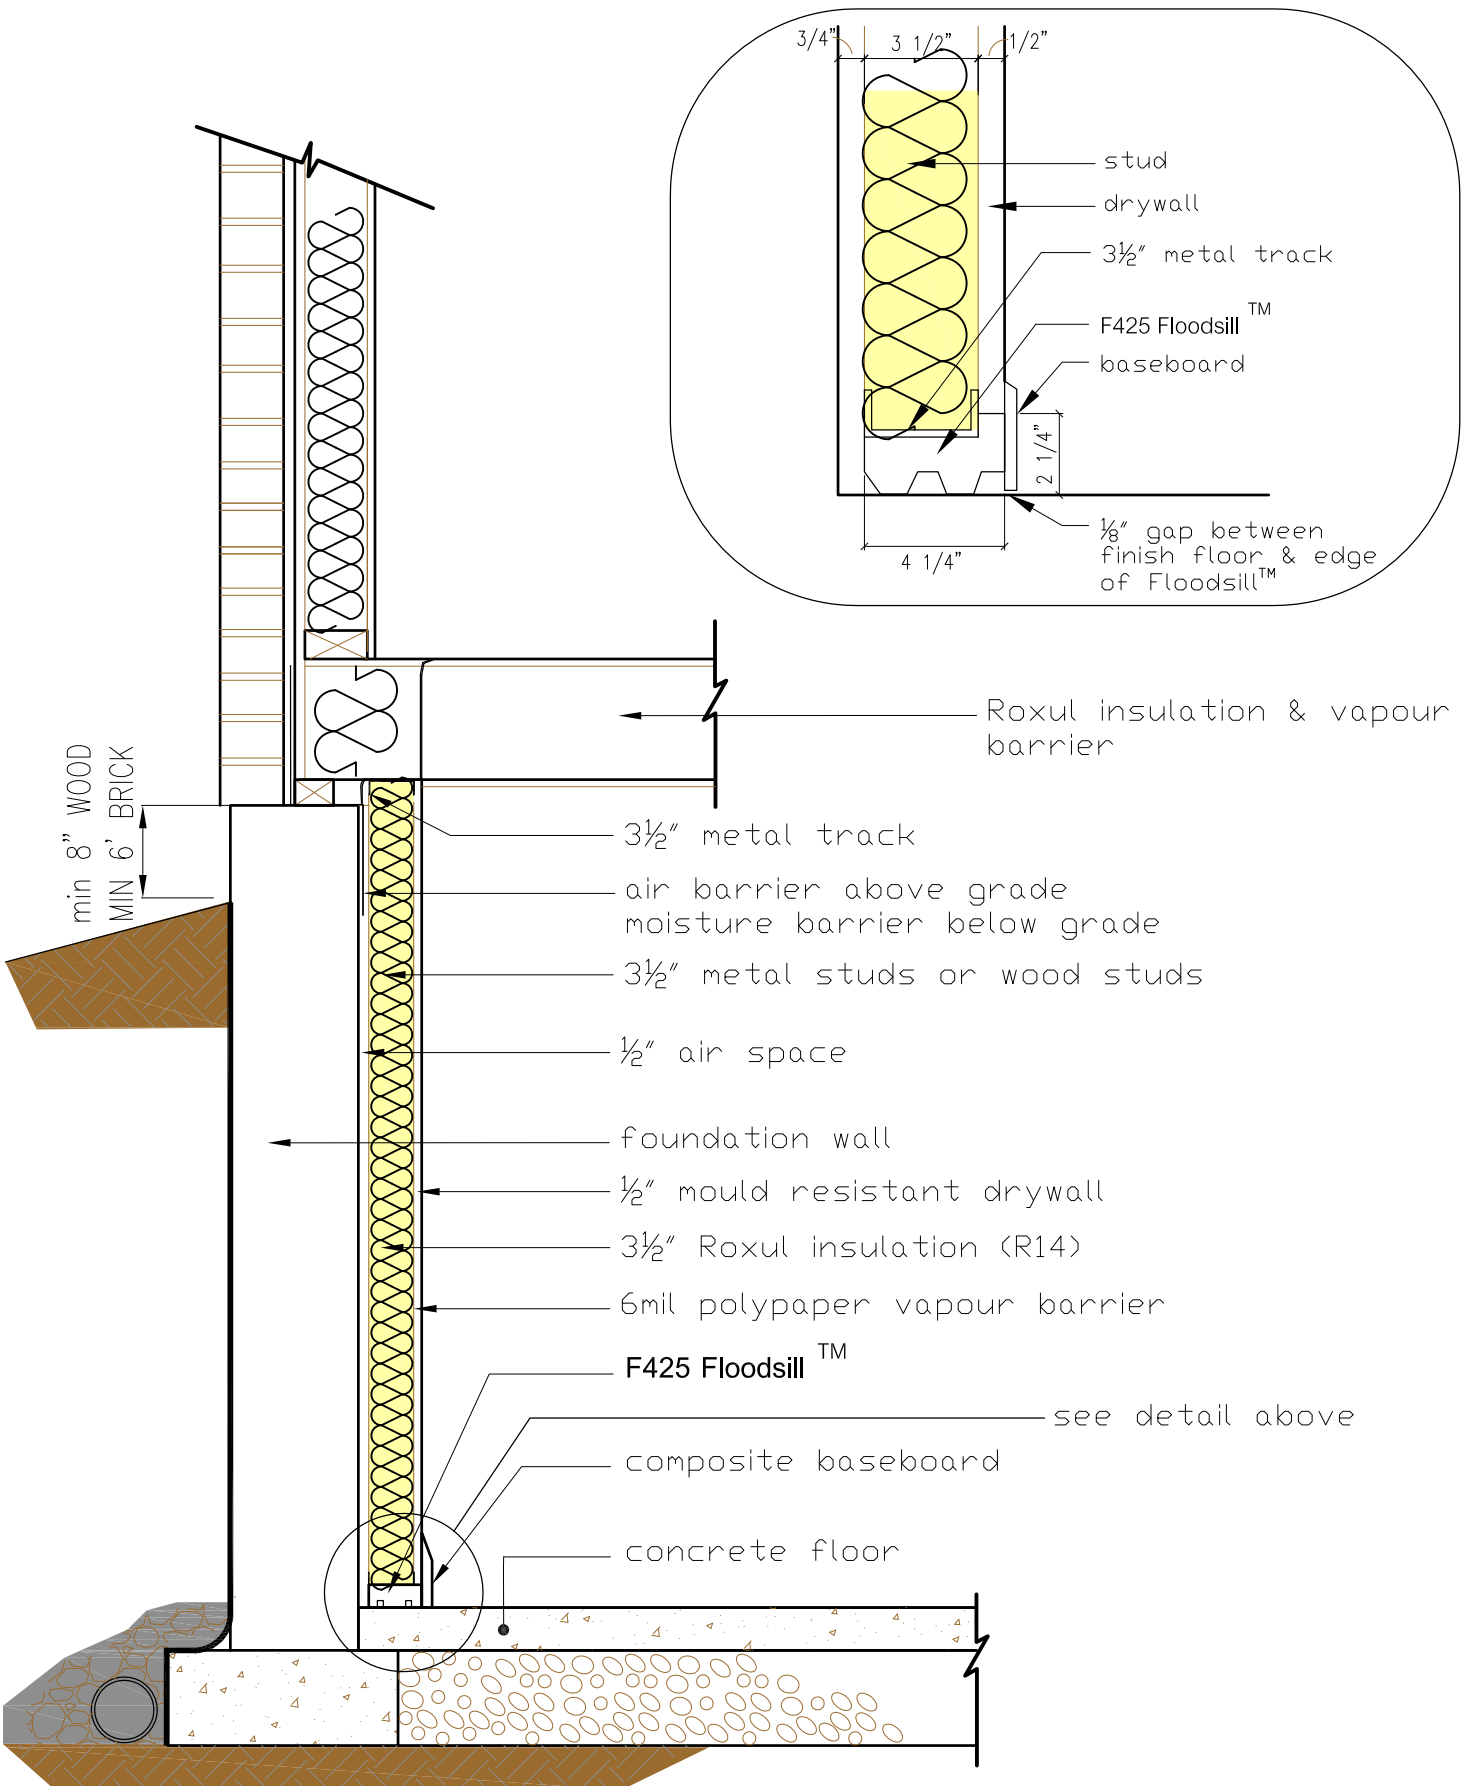 3/4"
3 1/2"
1/2"
stud
drywall
3½" metal track
F425 Floodsill TM
baseboard
2 1/4"
4 1/4"
⅛" gap between
finish floor & edge
of Floodsill TM
Roxul insulation & vapour
barrier
min 8" WOOD
MIN 6' BRICK
3½" metal track
air barrier above grade
moisture barrier below grade
3½" metal studs or wood studs
½" air space
foundation wall
½" mould resistant drywall
3½" Roxul insulation (R14)
6mil polypaper vapour barrier
F425 Floodsill TM
see detail above
composite baseboard
concrete floor